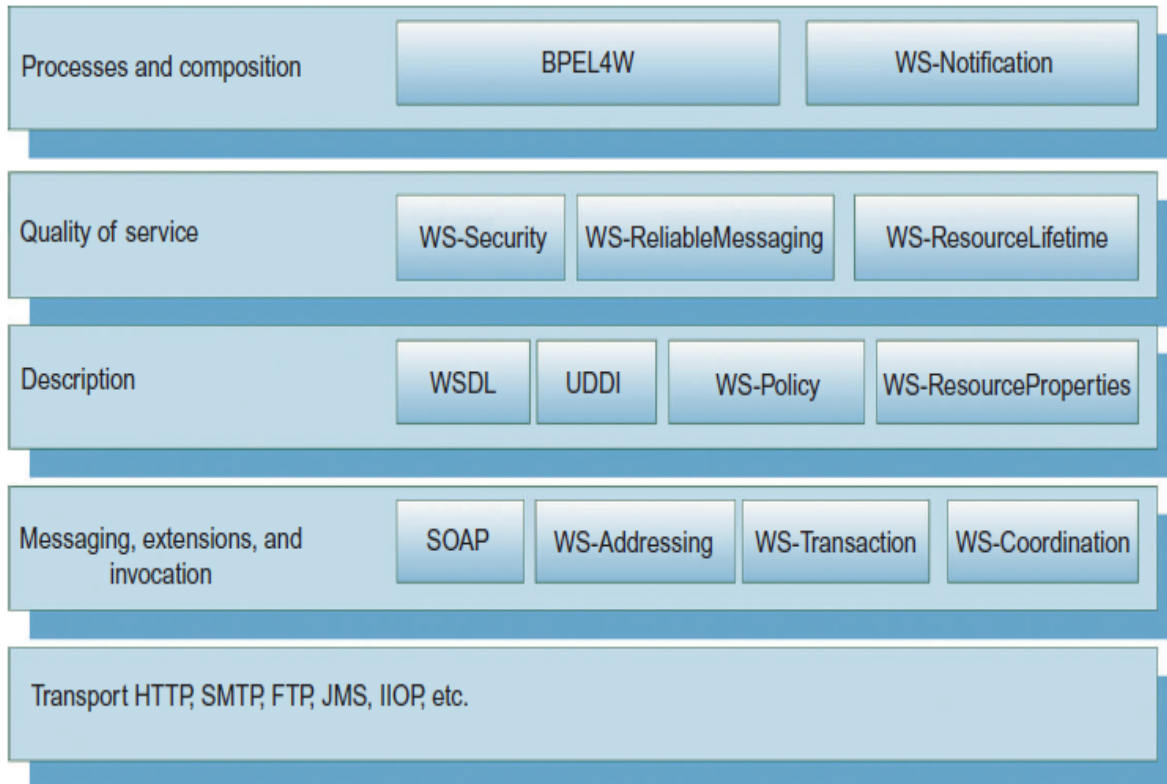 Processes and composition
BPEL4W
WS-Notification
Quality of service
WS-Security
WS-ReliableMessaging
WS-ResourceLifetime
Description
WSDL
UDDI
WS-Policy
WS-ResourceProperties
Messaging, extensions, and
invocation
SOAP
WS-Addressing
WS-Transaction
WS-Coordination
Transport HTTP, SMTP, FTP, JMS, IIOP, etc.